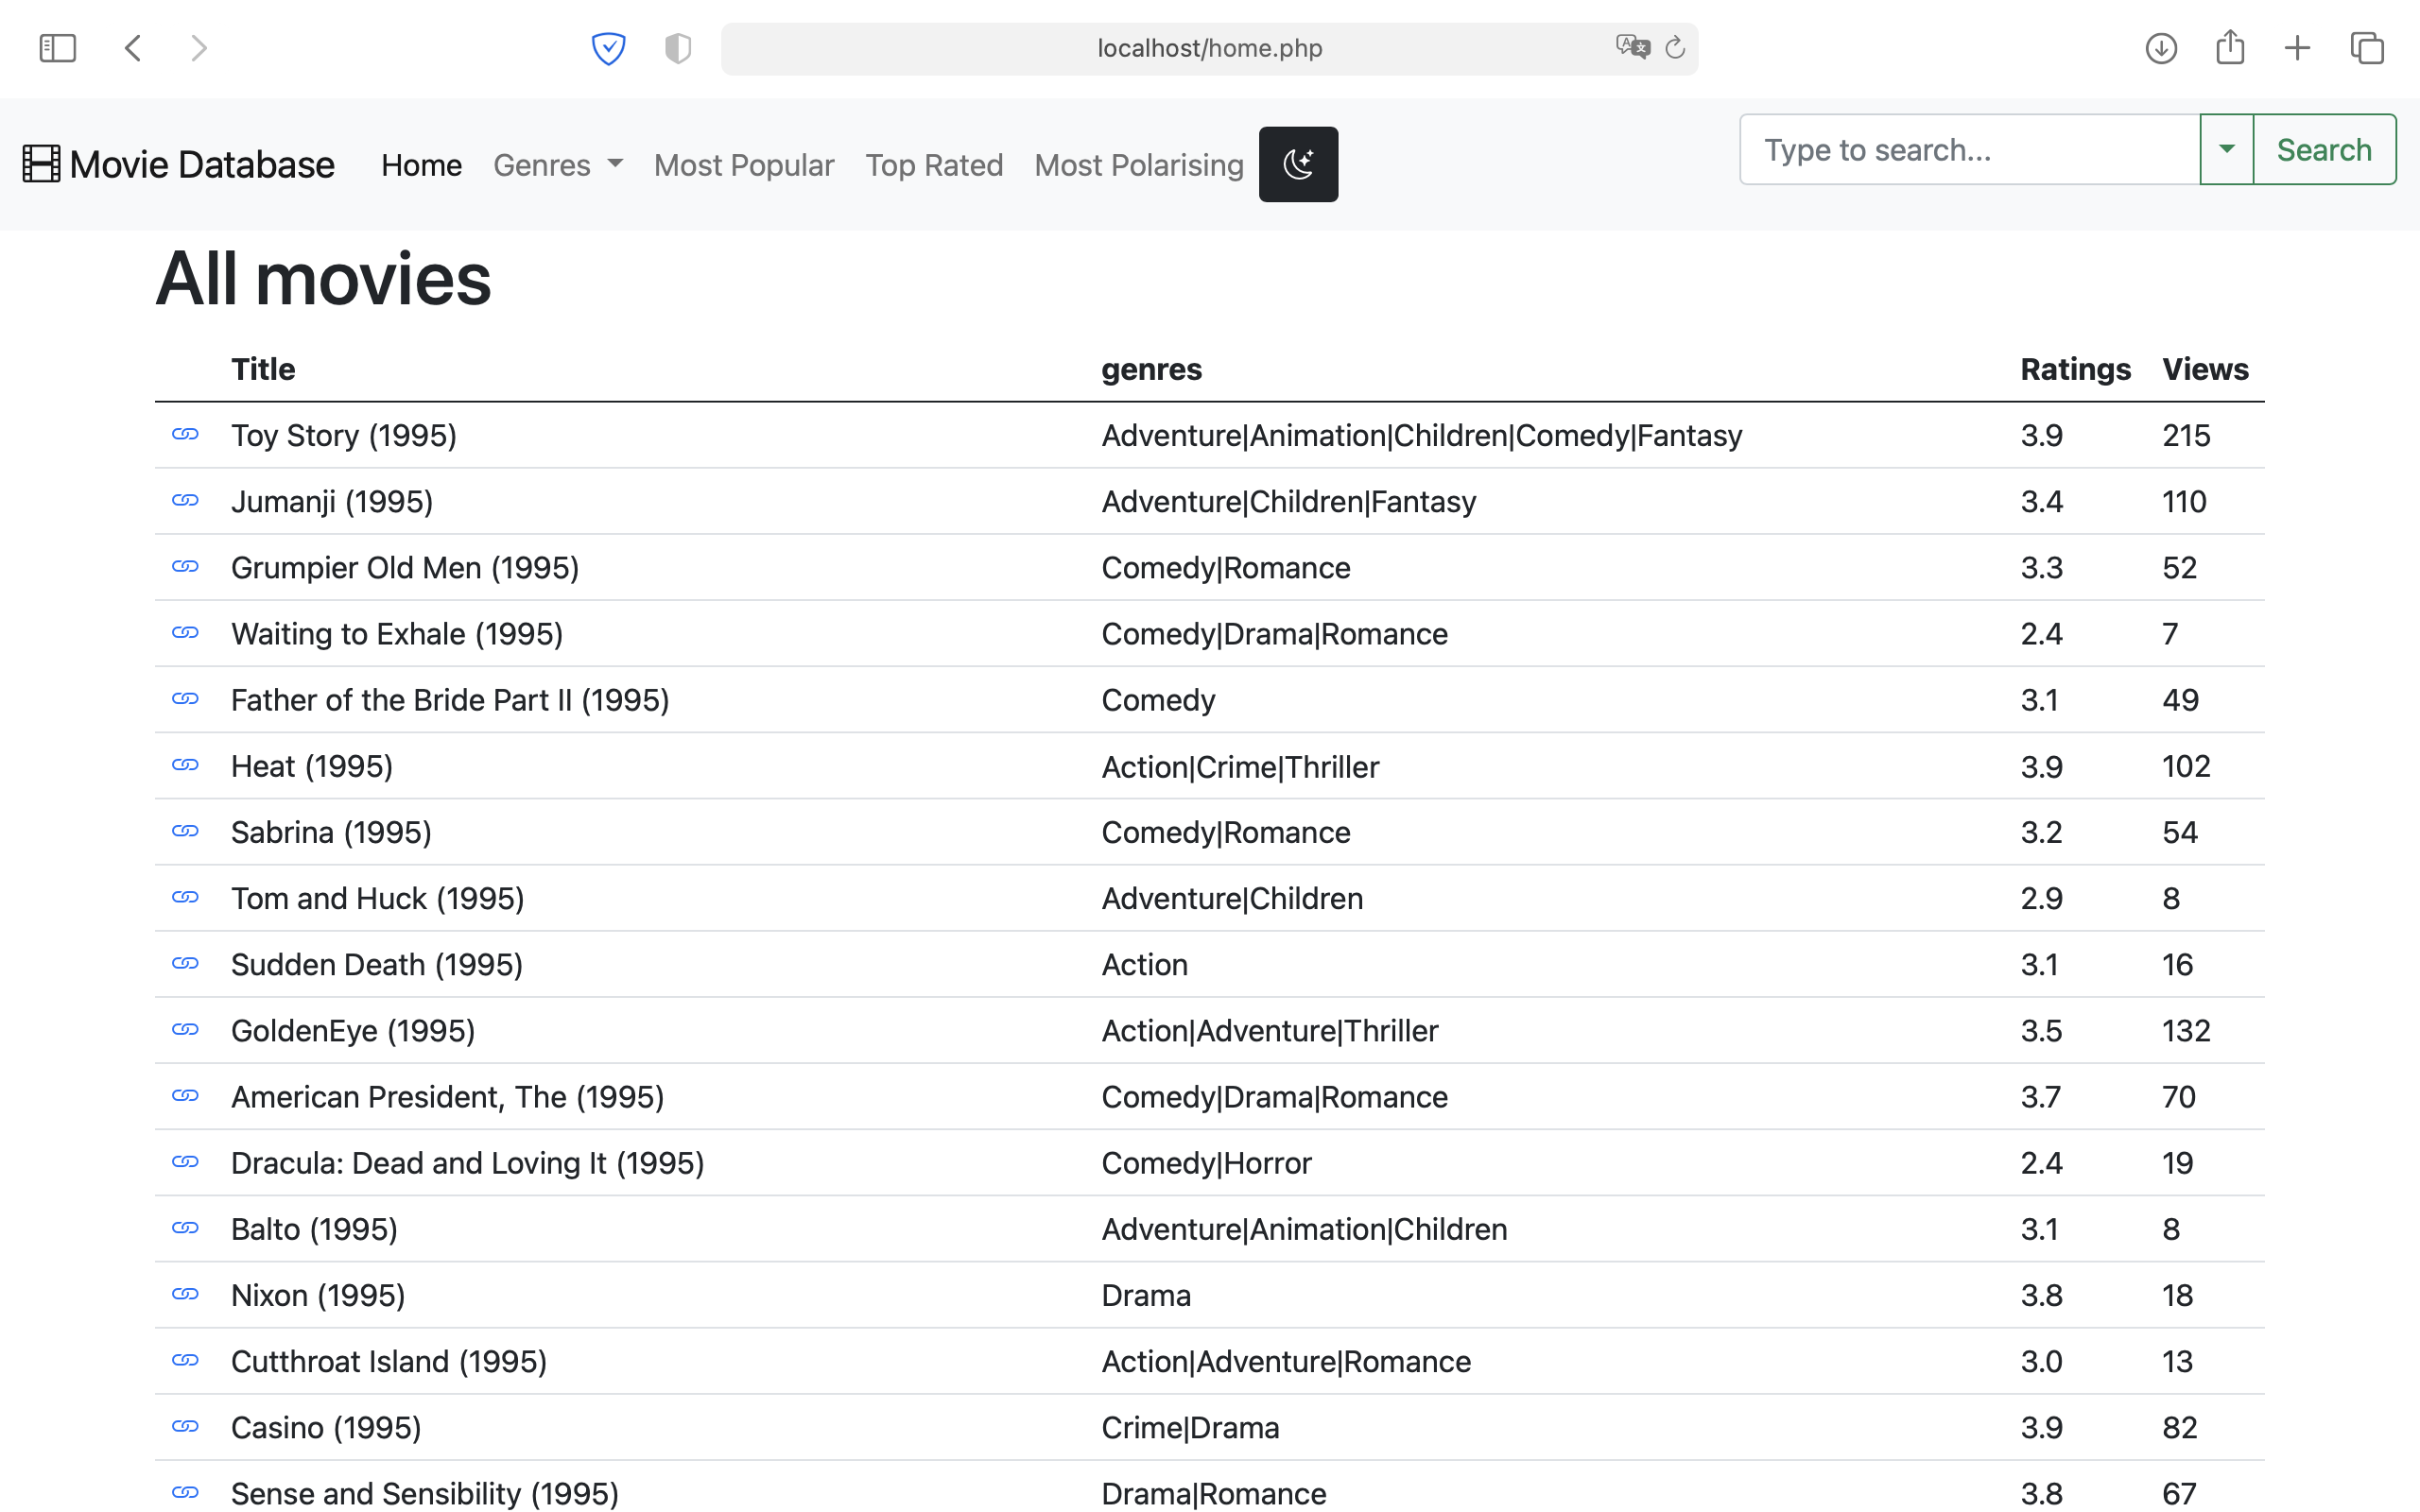 localhost/home.php
Movie Database Home Genres Most Popular Top Rated Most Polarising Type to search... Search
All movies
Title genres Ratings Views
Toy Story (1995) Adventure|Animation|Children|Comedy|Fantasy 3.9 215
Jumanji (1995) Adventure|Children|Fantasy 3.4 110
Grumpier Old Men (1995) Comedy|Romance 3.3 52
Waiting to Exhale (1995) Comedy|Drama|Romance 2.4 7
Father of the Bride Part II (1995) Comedy 3.1 49
Heat (1995) Action|Crime|Thriller 3.9 102
Sabrina (1995) Comedy|Romance 3.2 54
Tom and Huck (1995) Adventure|Children 2.9 8
Sudden Death (1995) Action 3.1 16
GoldenEye (1995) Action|Adventure|Thriller 3.5 132
American President, The (1995) Comedy|Drama|Romance 3.7 70
Dracula: Dead and Loving It (1995) Comedy|Horror 2.4 19
Balto (1995) Adventure|Animation|Children 3.1 8
Nixon (1995) Drama 3.8 18
Cutthroat Island (1995) Action|Adventure|Romance 3.0 13
Casino (1995) Crime|Drama 3.9 82
Sense and Sensibility (1995) Drama|Romance 3.8 67